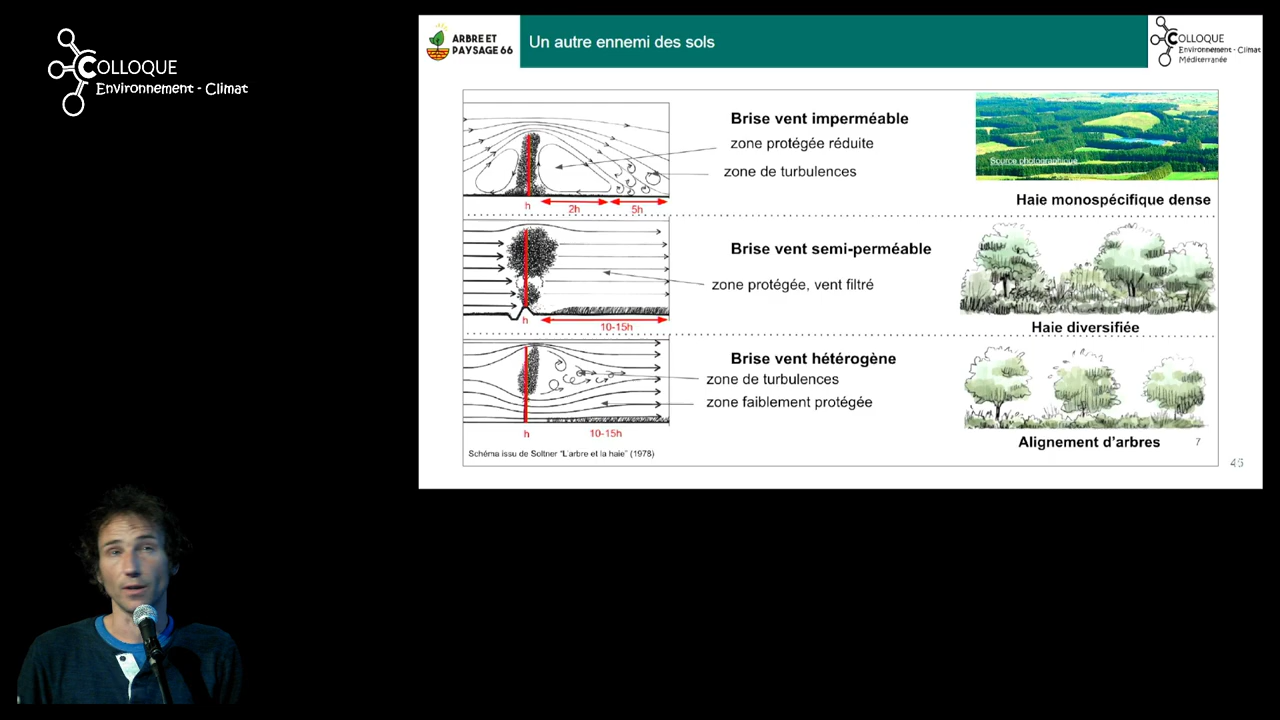 COLLOQUE
Environnement - Climat
ARBRE ET
PAYSAGE 66
Un autre ennemi des sols
COLLOQUE
Environnement - Climat
Méditerranée
Brise vent imperméable
zone protégée réduite
zone de turbulences
h
2h
5h
Source photographique
Haie monospécifique dense
Brise vent semi-perméable
zone protégée, vent filtré
h
10-15h
Haie diversifiée
Brise vent hétérogène
zone de turbulences
zone faiblement protégée
h
10-15h
Alignement d'arbres
7
Schéma issu de Soltner "L'arbre et la haie" (1978)
46